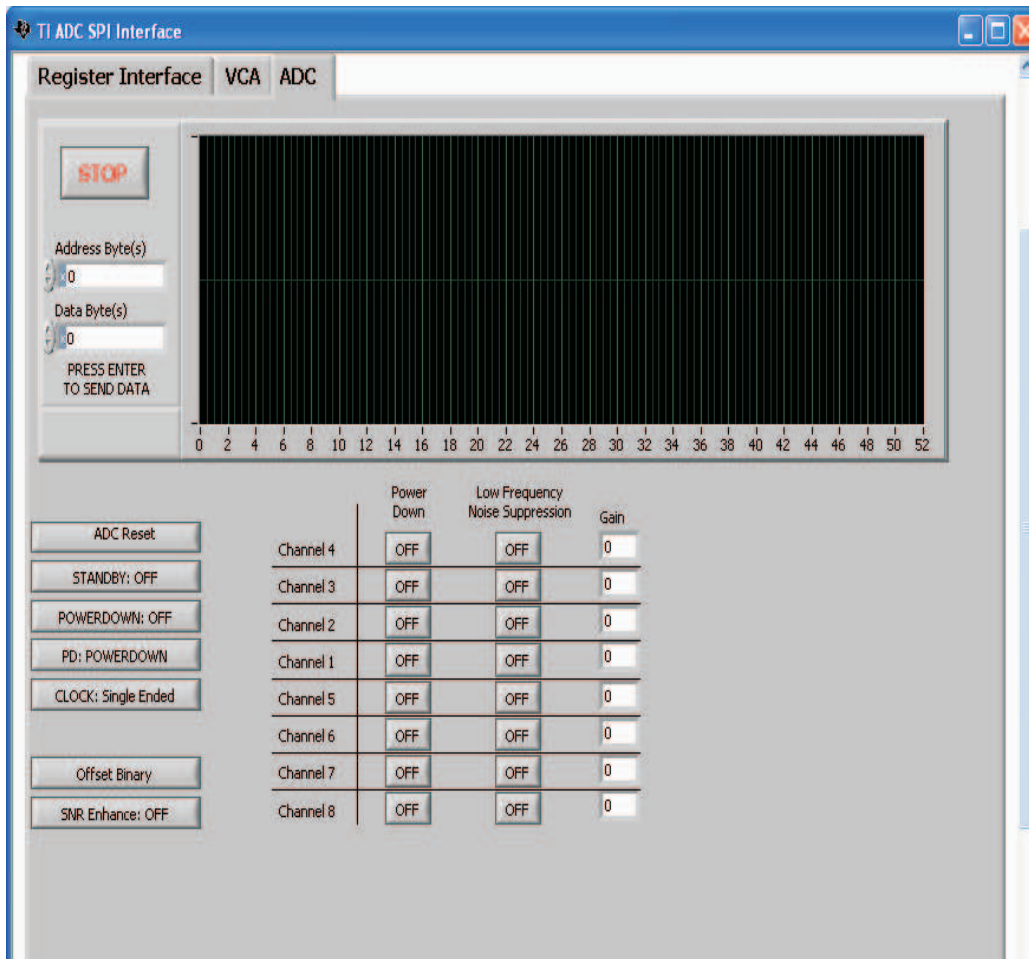 TI ADC SPI Interface
Register Interface VCA ADC
STOP
Address Byte(s)
x0
Data Byte(s)
x0
PRESS ENTER
TO SEND DATA
0 2 4 6 8 10 12 14 16 18 20 22 24 26 28 30 32 34 36 38 40 42 44 46 48 50 52
ADC Reset
STANDBY: OFF
POWERDOWN: OFF
PD: POWERDOWN
CLOCK: Single Ended
Offset Binary
SNR Enhance: OFF
Power
Down
Low Frequency
Noise Suppression
Gain
Channel 4 OFF OFF 0
Channel 3 OFF OFF 0
Channel 2 OFF OFF 0
Channel 1 OFF OFF 0
Channel 5 OFF OFF 0
Channel 6 OFF OFF 0
Channel 7 OFF OFF 0
Channel 8 OFF OFF 0